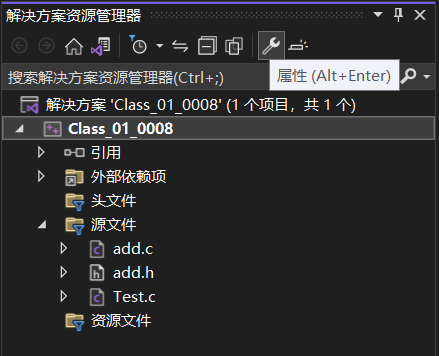 解决方案资源管理器
搜索解决方案资源管理器(Ctrl+;)
属性 (Alt+Enter)
解决方案 'Class_01_0008' (1 个项目，共 1 个)
Class_01_0008
引用
外部依赖项
头文件
源文件
add.c
add.h
Test.c
资源文件